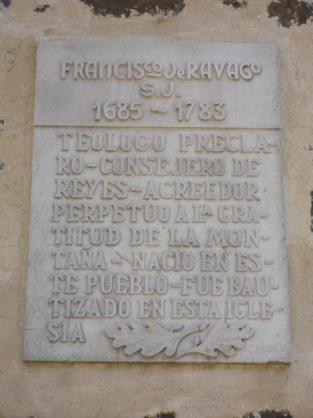 FRANCISCO DE RAVAGO
S.J.
1685 - 1783
TEOLOGO PRECLA-
RO-CONSEJERO DE
REYES-ACREEDOR
PERPETUO A LA GRA-
TITUD DE LA MON-
TAÑA - NACIO EN ES-
TE PUEBLO-FUE BAU-
TIZADO EN ESTA IGLE-
SIA